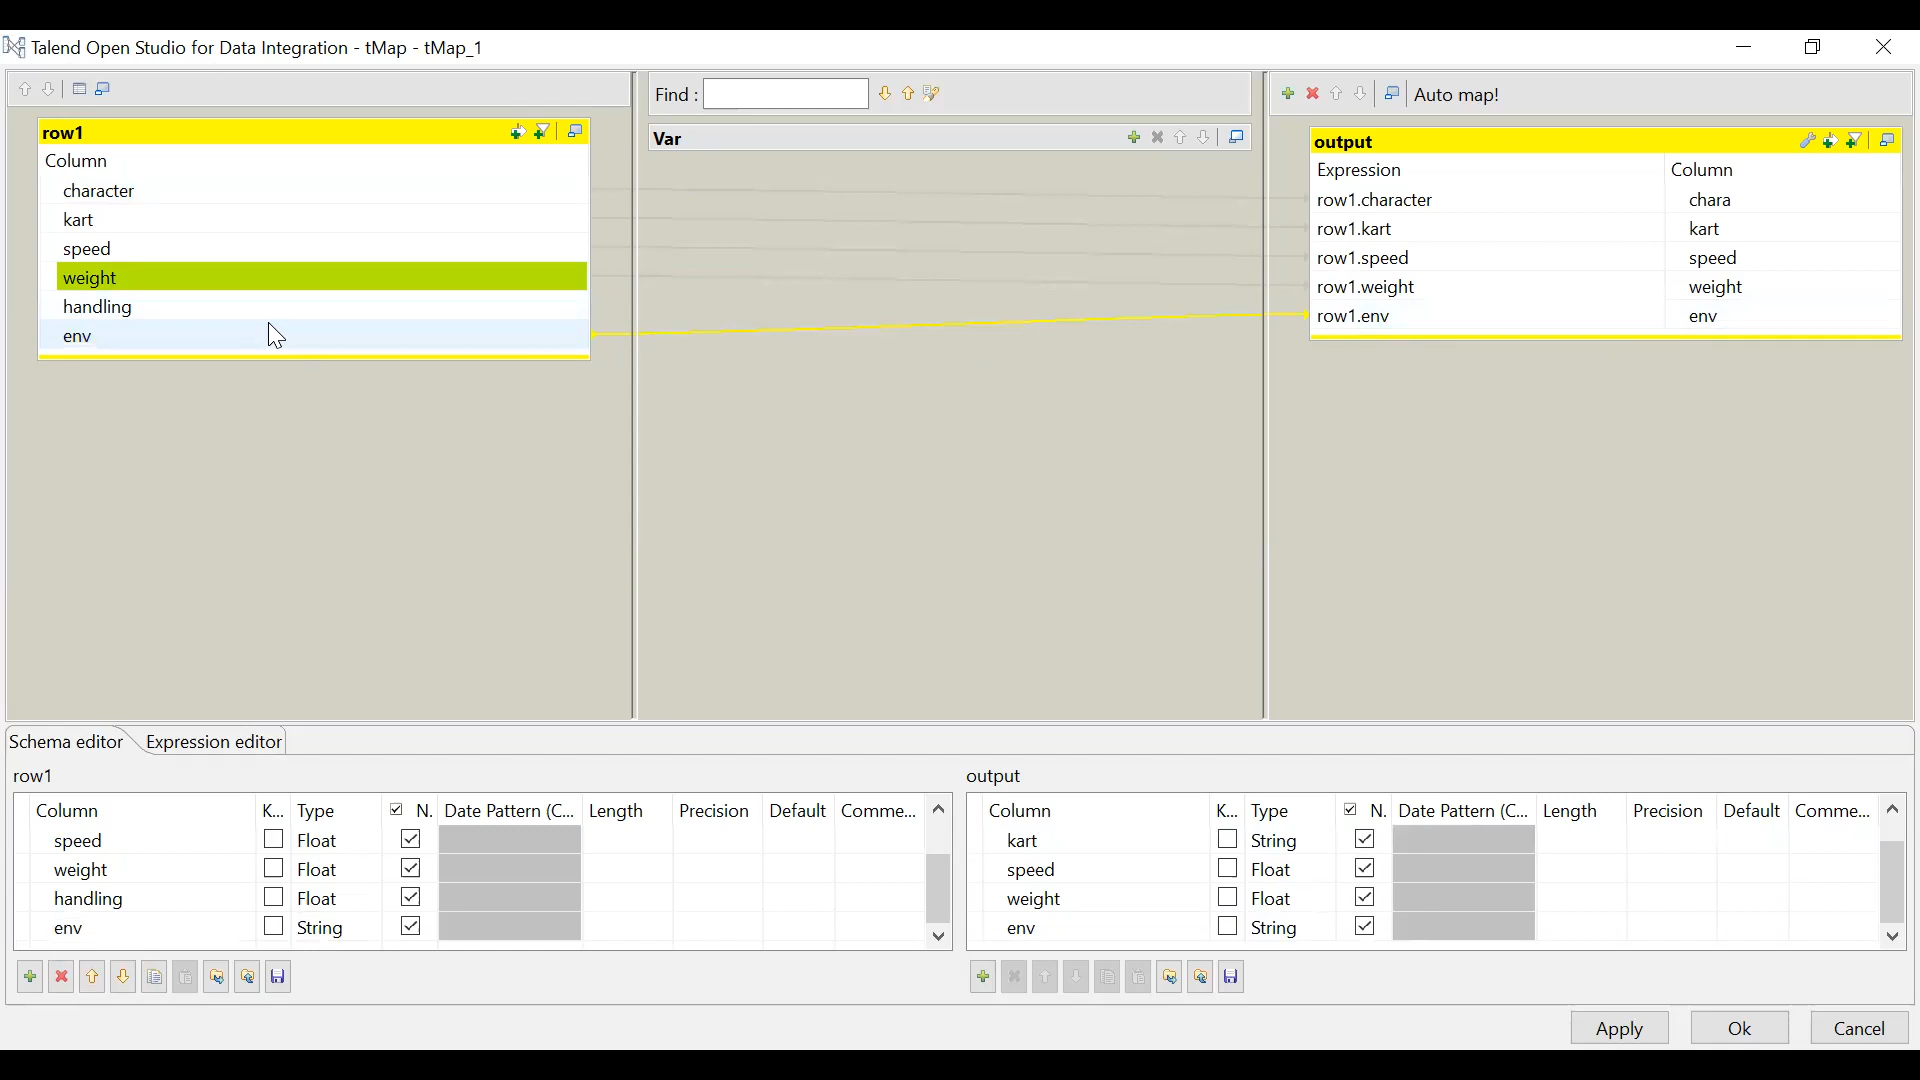 Talend Open Studio for Data Integration - tMap - tMap_1
Find :
Auto map!
row1
Var
output
Column
Expression Column
character
row1.character chara
kart
row1.kart kart
speed
row1.speed speed
weight
row1.weight weight
handling
row1.env env
env
Schema editor Expression editor
row1
Column K... Type N. Date Pattern (C... Length Precision Default Comme...
speed Float
weight Float
handling Float
env String
output
Column K... Type N. Date Pattern (C... Length Precision Default Comme...
kart String
speed Float
weight Float
env String
Apply Ok Cancel